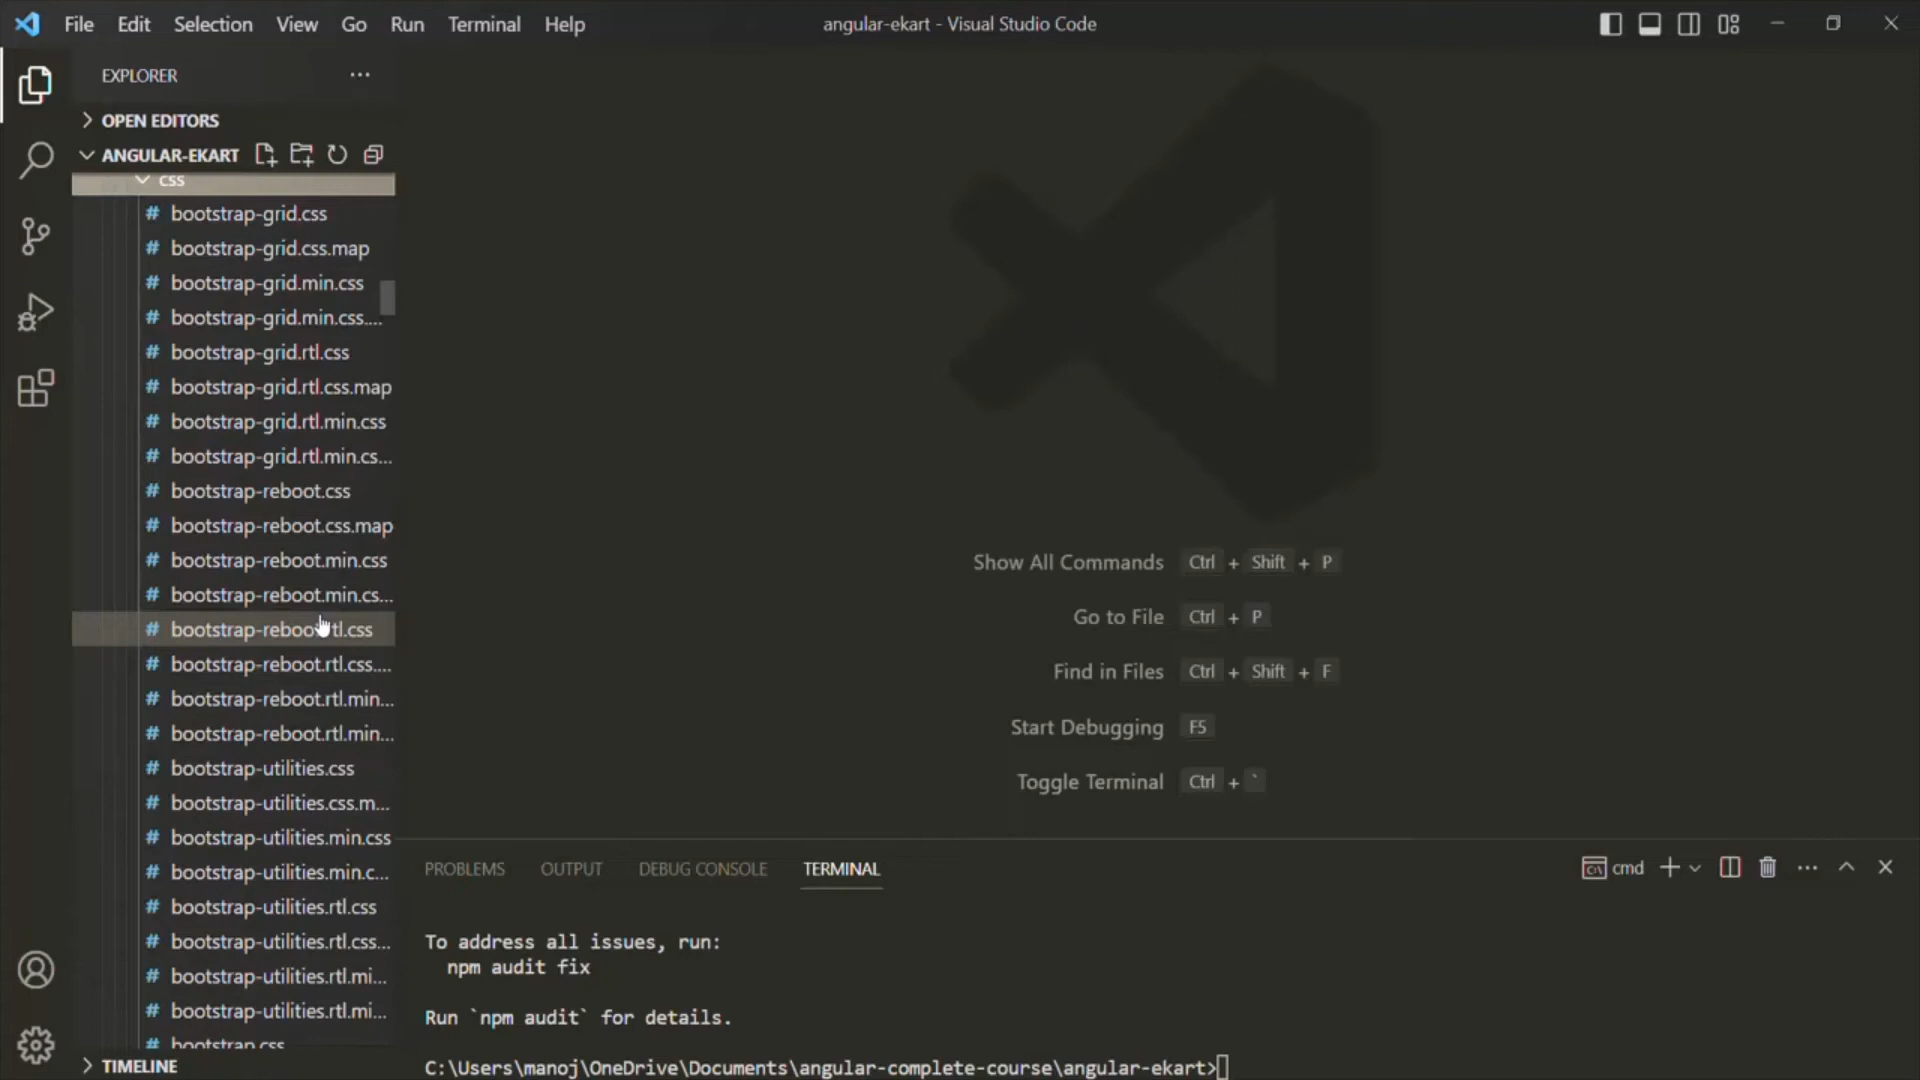 File Edit Selection View Go Run Terminal Help
angular-ekart - Visual Studio Code
EXPLORER
OPEN EDITORS
ANGULAR-EKART
css
# bootstrap-grid.css
# bootstrap-grid.css.map
# bootstrap-grid.min.css
# bootstrap-grid.min.css....
# bootstrap-grid.rtl.css
# bootstrap-grid.rtl.css.map
# bootstrap-grid.rtl.min.css
# bootstrap-grid.rtl.min.cs...
# bootstrap-reboot.css
# bootstrap-reboot.css.map
# bootstrap-reboot.min.css
# bootstrap-reboot.min.cs...
# bootstrap-reboot.rtl.css
# bootstrap-reboot.rtl.css....
# bootstrap-reboot.rtl.min...
# bootstrap-reboot.rtl.min...
# bootstrap-utilities.css
# bootstrap-utilities.css.m...
# bootstrap-utilities.min.css
# bootstrap-utilities.min.c...
# bootstrap-utilities.rtl.css
# bootstrap-utilities.rtl.css...
# bootstrap-utilities.rtl.mi...
# bootstrap-utilities.rtl.mi...
# bootstrap.css
TIMELINE
Show All Commands Ctrl + Shift + P
Go to File Ctrl + P
Find in Files Ctrl + Shift + F
Start Debugging F5
Toggle Terminal Ctrl + `
PROBLEMS OUTPUT DEBUG CONSOLE TERMINAL
cmd
To address all issues, run:
npm audit fix
Run `npm audit` for details.
C:\Users\manoj\OneDrive\Documents\angular-complete-course\angular-ekart>